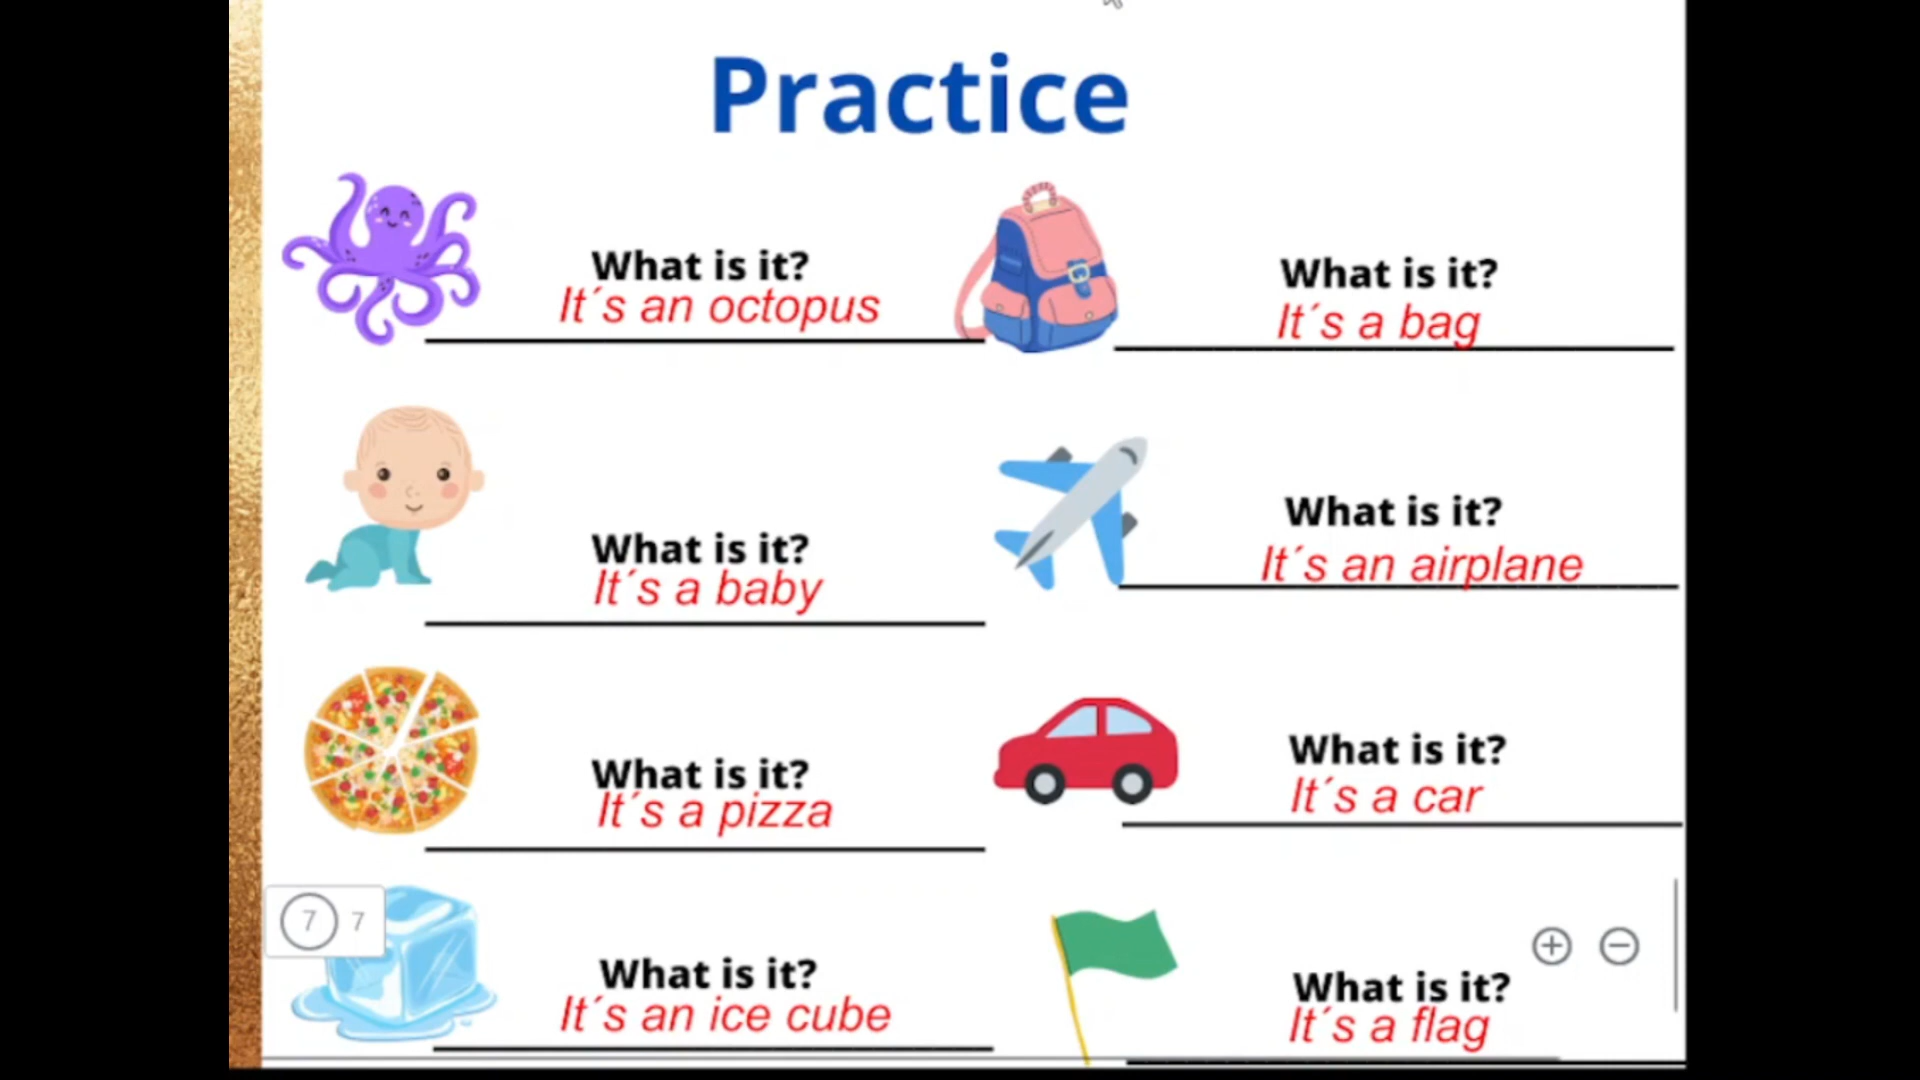 Practice
What is it?
It´s an octopus
What is it?
It´s a bag
What is it?
It´s a baby
What is it?
It´s an airplane
What is it?
It´s a pizza
What is it?
It´s a car
7 7
What is it?
It´s an ice cube
What is it?
It´s a flag